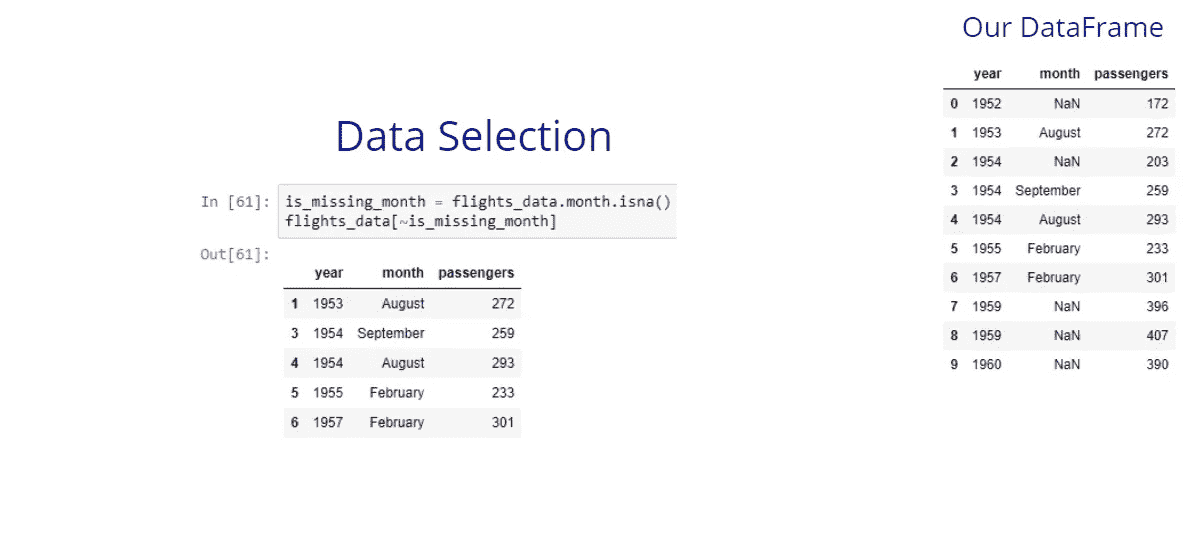 Our DataFrame
year month passengers
0 1952 NaN 172
1 1953 August 272
2 1954 NaN 203
3 1954 September 259
4 1954 August 293
5 1955 February 233
6 1957 February 301
7 1959 NaN 396
8 1959 NaN 407
9 1960 NaN 390
Data Selection
In [61]: is_missing_month = flights_data.month.isna()
flights_data[~is_missing_month]
Out[61]:
year month passengers
1 1953 August 272
3 1954 September 259
4 1954 August 293
5 1955 February 233
6 1957 February 301